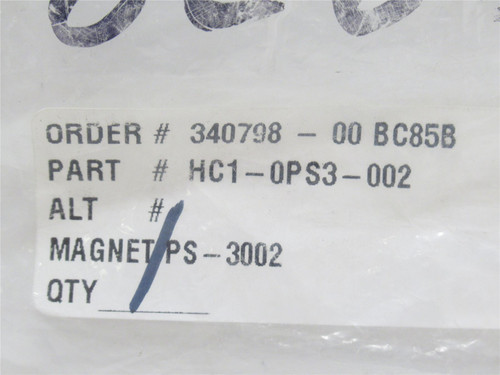 ORDER # 340798 - 00 BC85B
PART # HC1-0PS3-002
ALT #
MAGNET PS-3002
QTY /